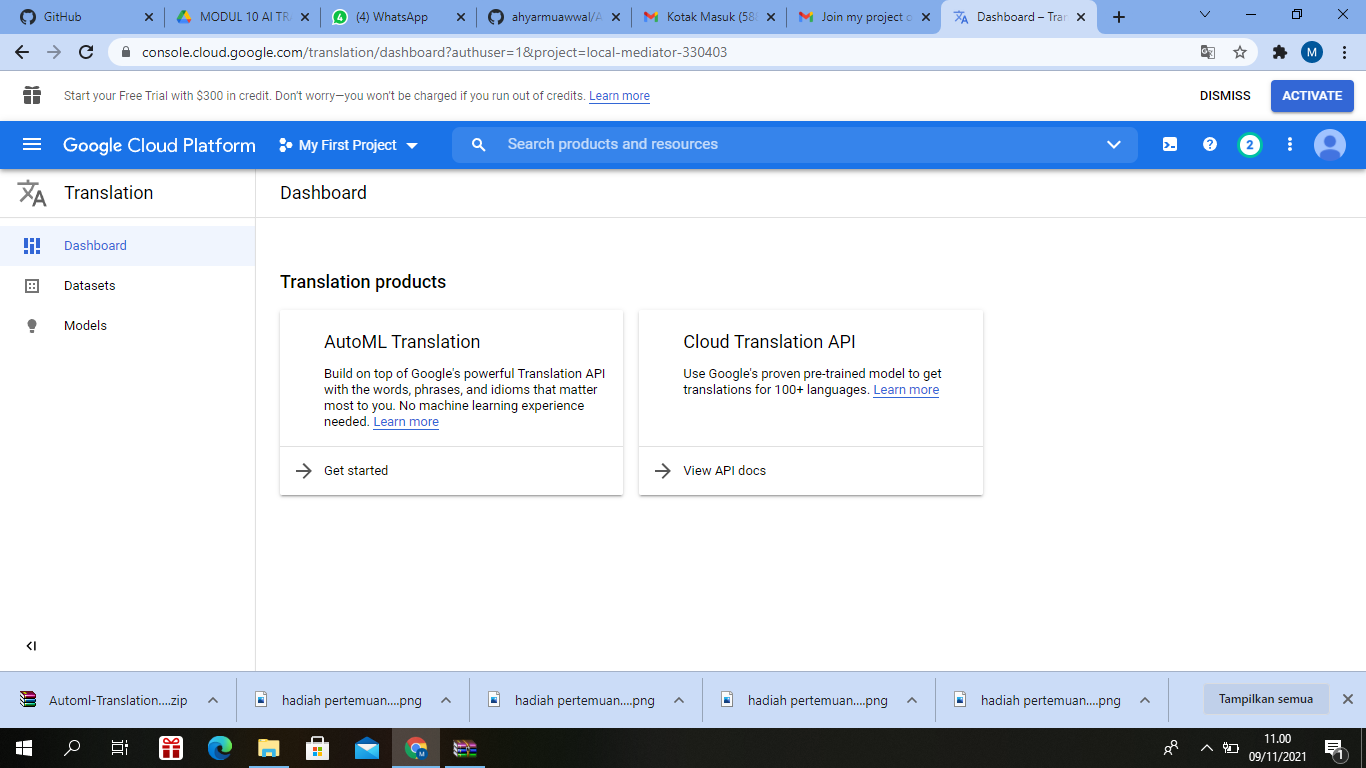 GitHub
MODUL 10 AI TRA
(4) WhatsApp
ahyarmuawwal/A
Kotak Masuk (588
Join my project o
Dashboard – Tran
console.cloud.google.com/translation/dashboard?authuser=1&project=local-mediator-330403
M
Start your Free Trial with $300 in credit. Don't worry—you won't be charged if you run out of credits. Learn more
DISMISS
ACTIVATE
Google Cloud Platform
My First Project
Search products and resources
2
Translation
Dashboard
Dashboard
Datasets
Models
Translation products
AutoML Translation
Build on top of Google's powerful Translation API
with the words, phrases, and idioms that matter
most to you. No machine learning experience
needed. Learn more
Get started
Cloud Translation API
Use Google's proven pre-trained model to get
translations for 100+ languages. Learn more
View API docs
Automl-Translation....zip
hadiah pertemuan....png
hadiah pertemuan....png
hadiah pertemuan....png
hadiah pertemuan....png
Tampilkan semua
11.00
09/11/2021
1